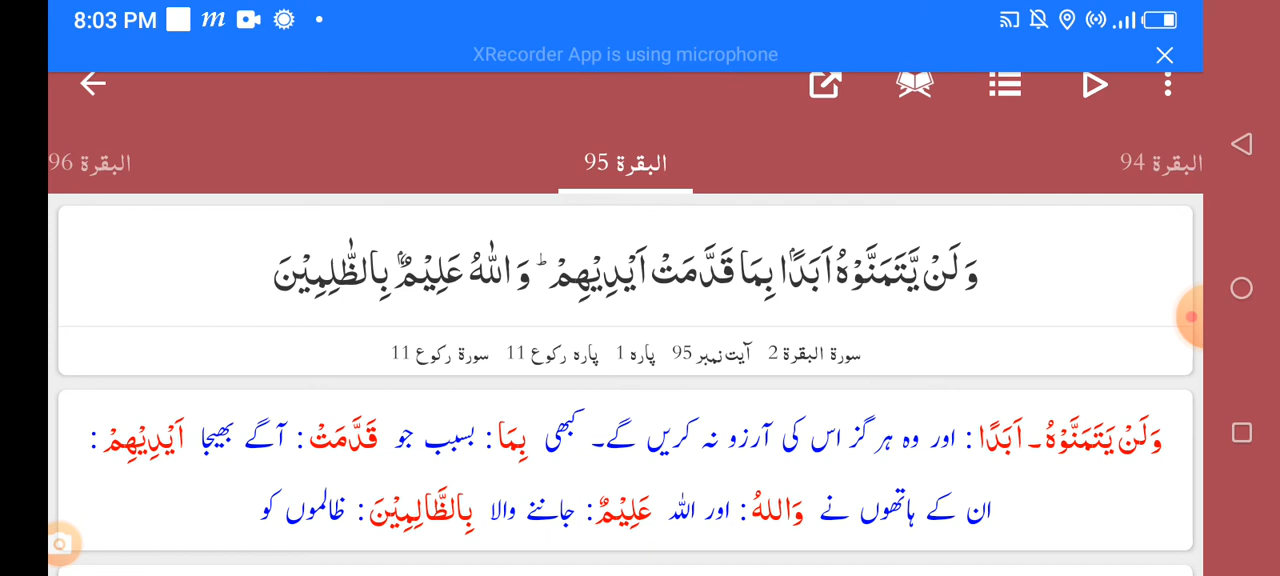 8:03 PM
XRecorder App is using microphone
البقرة 94
البقرة 95
البقرة 96
وَ لَنْ یَّتَمَنَّوْهُ اَبَدًۢا بِمَا قَدَّمَتْ اَیْدِیْهِمْ ؕ وَ اللّٰهُ عَلِیْمٌۢ بِالظّٰلِمِیْنَ
سورۃ البقرۃ 2 آیت نمبر 95 پارہ 1 پارہ رکوع 11 سورۃ رکوع 11
وَلَنْ يَتَمَنَّوْهُ ۔ اَبَدًا : اور وہ ہرگز اس کی آرزو نہ کریں گے۔ کبھی بِمَا : بسبب جو قَدَّمَتْ : آگے بھیجا اَيْدِيْهِمْ :
ان کے ہاتھوں نے وَاللهُ : اور اللہ عَلِیْمٌ : جاننے والا بِالظَّالِمِیْنَ : ظالموں کو